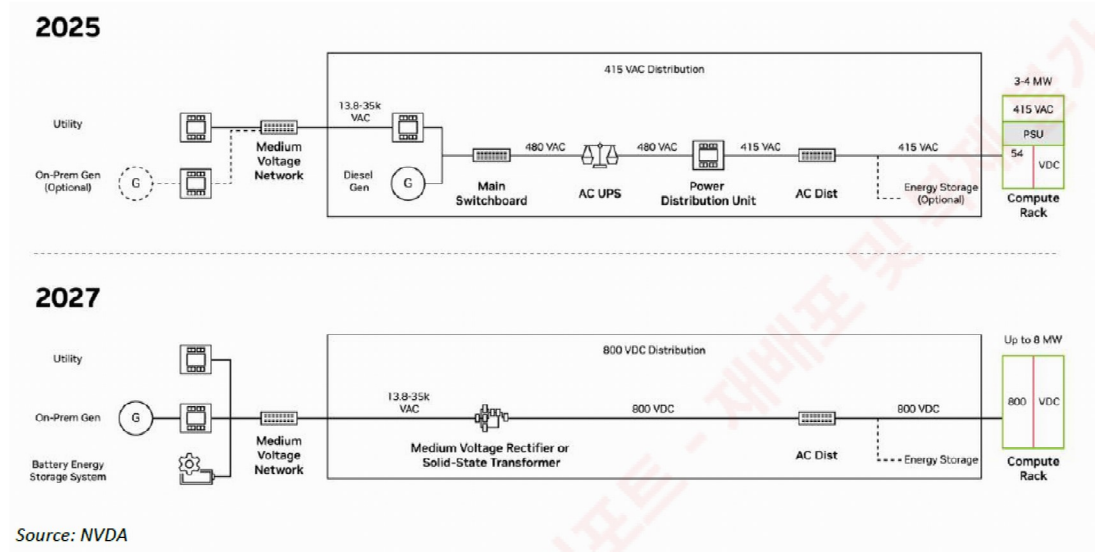 2025
415 VAC Distribution
3-4 MW
13.8-35k
VAC
415 VAC
Utility
PSU
480 VAC
480 VAC
415 VAC
415 VAC
54
VDC
Medium
Voltage
Network
On-Prem Gen
(Optional)
G
Diesel
Gen
G
Main
Switchboard
AC UPS
Power
Distribution Unit
AC Dist
Energy Storage
(Optional)
Compute
Rack
2027
Up to 8 MW
800 VDC Distribution
Utility
13.8-35k
VAC
800 VDC
800 VDC
800
VDC
On-Prem Gen
G
Medium
Voltage
Network
Medium Voltage Rectifier or
Solid-State Transformer
AC Dist
Energy Storage
Battery Energy
Storage System
Compute
Rack
Source: NVDA